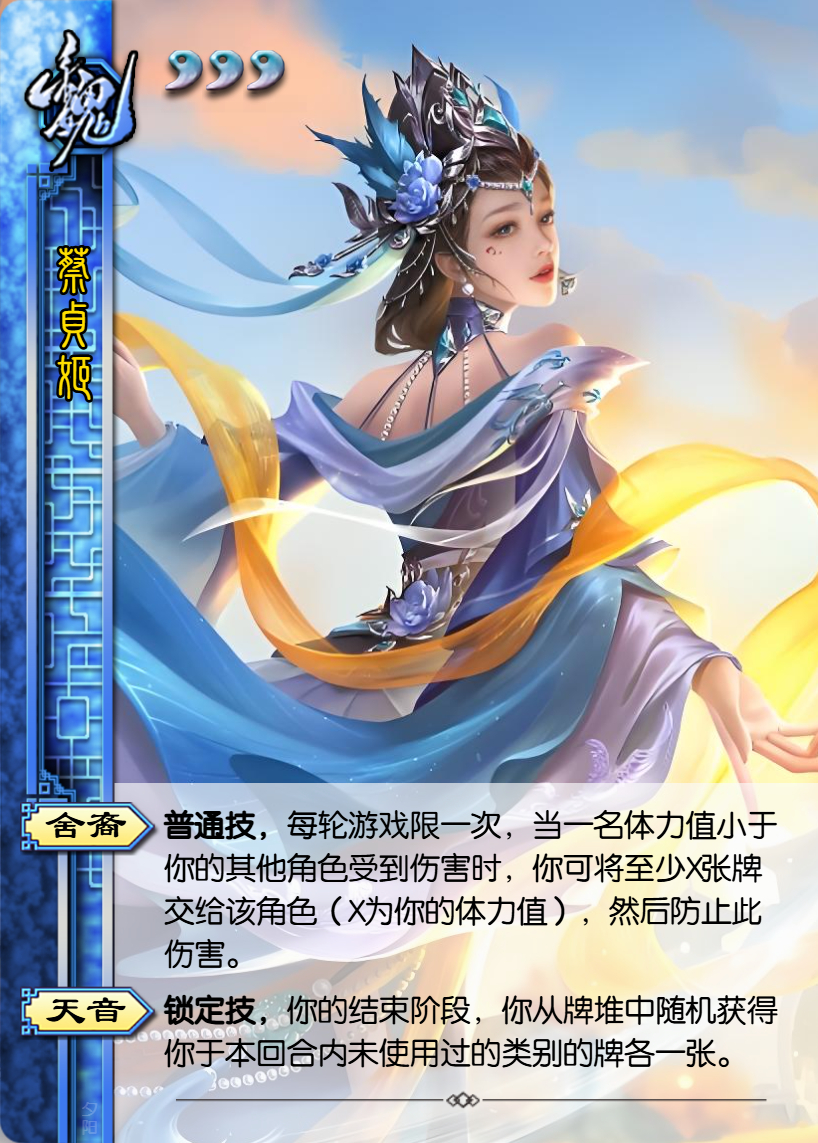 魏
蔡貞姬
舍裔
普通技，每轮游戏限一次，当一名体力值小于
你的其他角色受到伤害时，你可将至少X张牌
交给该角色（X为你的体力值），然后防止此
伤害。
天音
锁定技，你的结束阶段，你从牌堆中随机获得
你于本回合内未使用过的类别的牌各一张。
夕阳